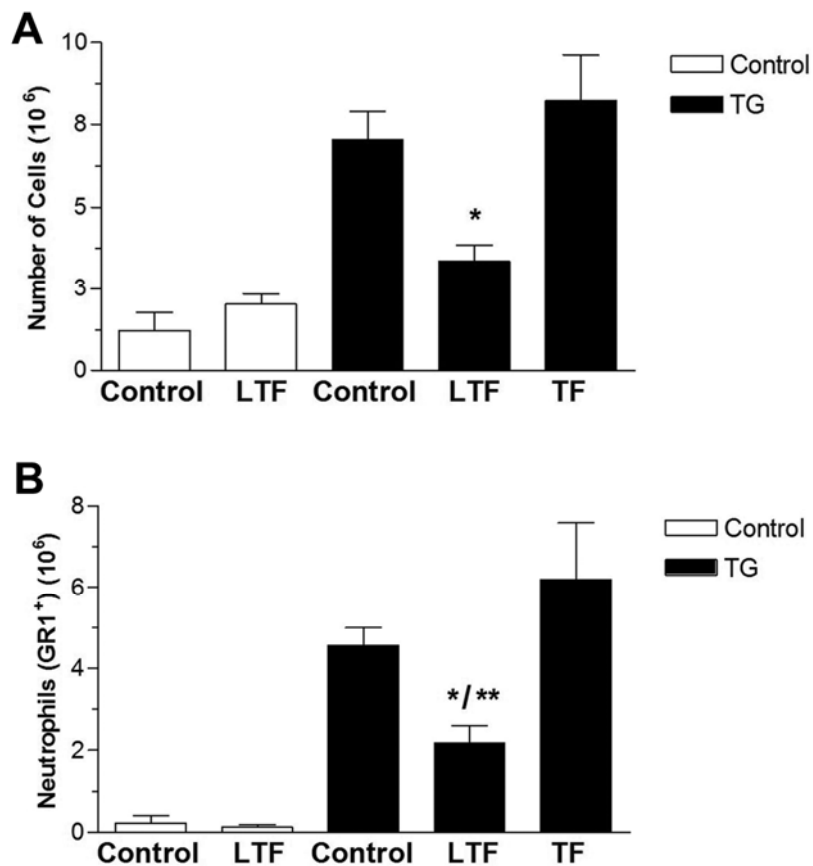 A
Number of Cells (10⁶)
10
8
5
3
0
*
Control LTF Control LTF TF
Control
TG
B
Neutrophils (GR1⁺) (10⁶)
8
6
4
2
0
*/**
Control LTF Control LTF TF
Control
TG